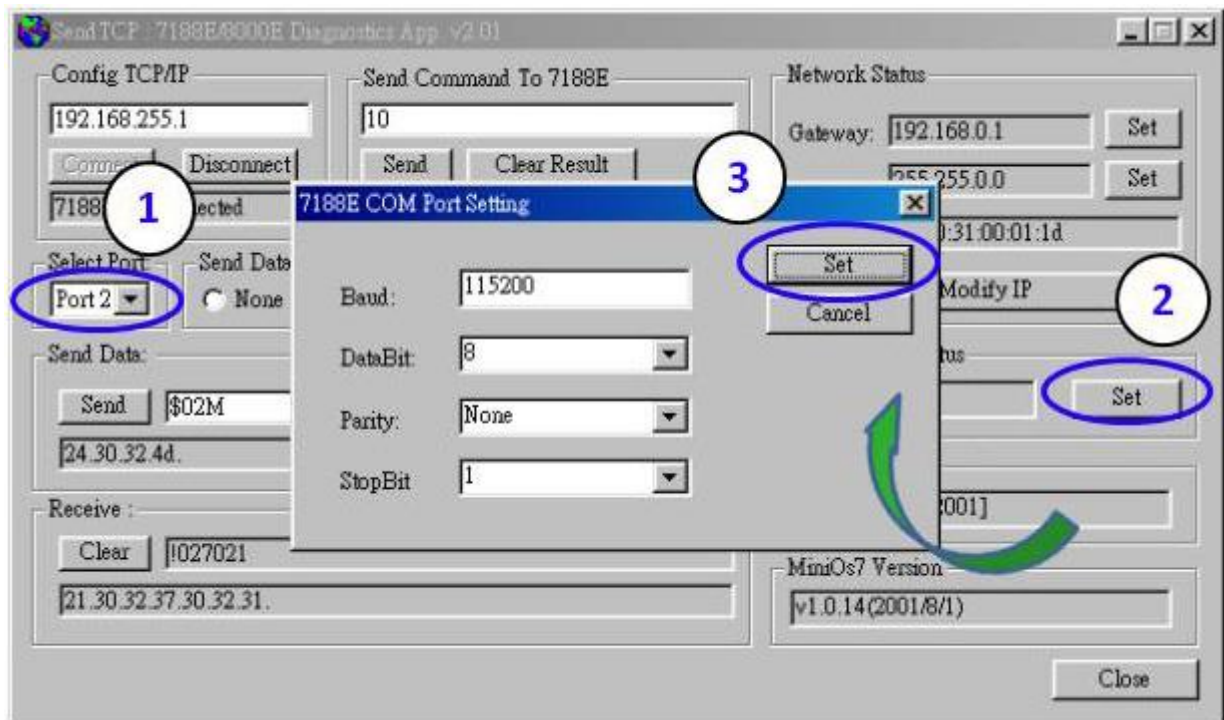 SendTCP : 7188E/8000E Diagnostics App. v2.01
Config TCP/IP
192.168.255.1
Connect
Disconnect
7188
ected
Send Command To 7188E
10
Send
Clear Result
Network Status
Gateway:
192.168.0.1
Set
255.255.0.0
Set
:31:00:01:1d
Modify IP
1
2
3
Select Port:
Port 2
Send Data
None
7188E COM Port Setting
Baud:
115200
DataBit:
8
Parity:
None
StopBit
1
Set
Cancel
tus
Set
Send Data:
Send
$02M
24.30.32.4d.
Receive :
Clear
!027021
21.30.32.37.30.32.31.
2001]
MiniOs7 Version
v1.0.14(2001/8/1)
Close